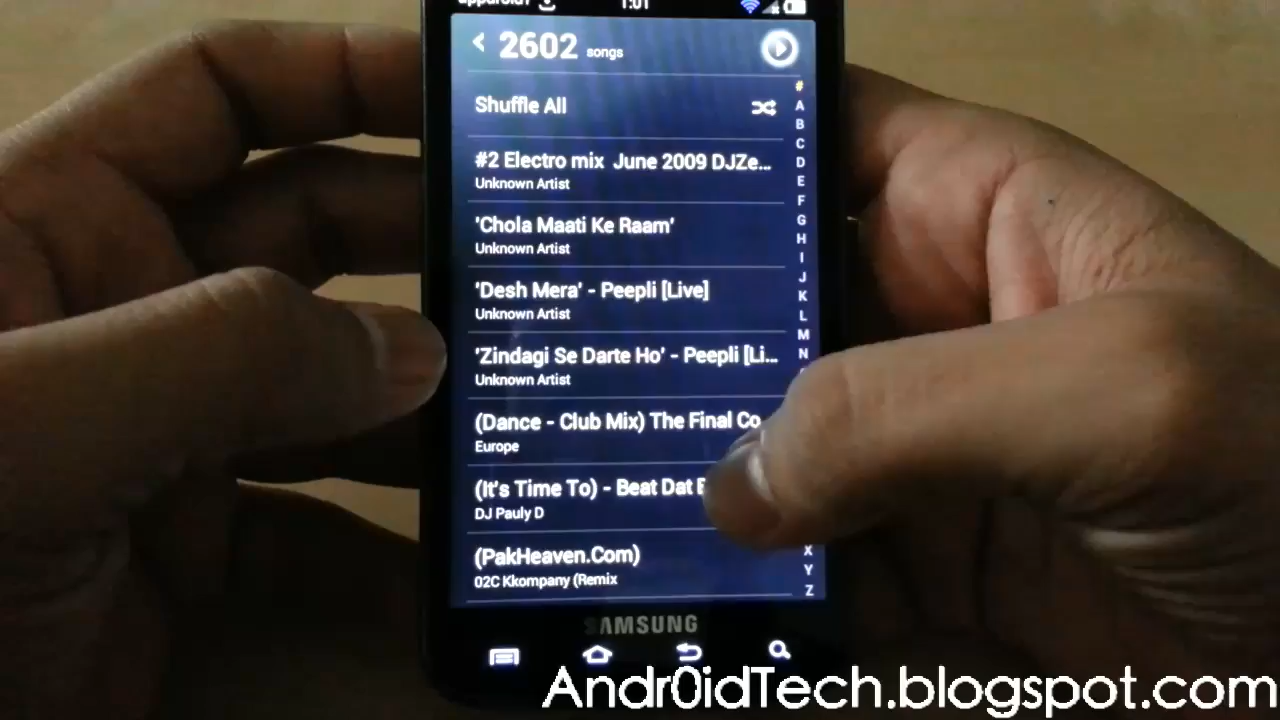 1:01
< 2602 songs
Shuffle All
#2 Electro mix June 2009 DJZe...
Unknown Artist
'Chola Maati Ke Raam'
Unknown Artist
'Desh Mera' - Peepli [Live]
Unknown Artist
'Zindagi Se Darte Ho' - Peepli [Li...
Unknown Artist
(Dance - Club Mix) The Final Co
Europe
(It's Time To) - Beat Dat
DJ Pauly D
(PakHeaven.Com)
02C Kkompany (Remix
#
A
B
C
D
E
F
G
H
I
J
K
L
M
N
X
Y
Z
SAMSUNG
Andr0idTech.blogspot.com